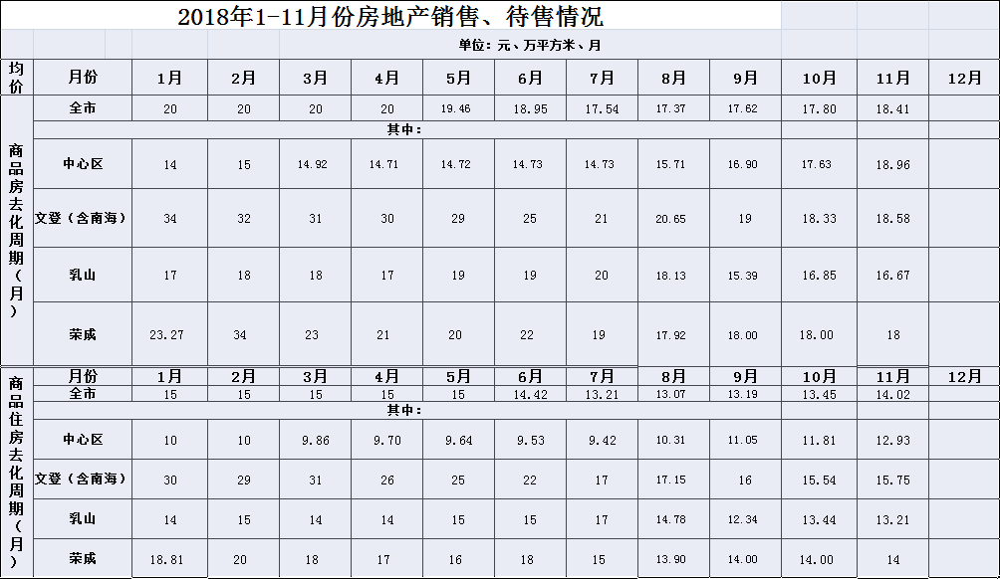 2018年1-11月份房地产销售、待售情况
单位：元、万平方米、月
均价 月份 1月 2月 3月 4月 5月 6月 7月 8月 9月 10月 11月 12月
商品房去化周期（月）
全市 20 20 20 20 19.46 18.95 17.54 17.37 17.62 17.80 18.41
其中：
中心区 14 15 14.92 14.71 14.72 14.73 14.73 15.71 16.90 17.63 18.96
文登（含南海） 34 32 31 30 29 25 21 20.65 19 18.33 18.58
乳山 17 18 18 17 19 19 20 18.13 15.39 16.85 16.67
荣成 23.27 34 23 21 20 22 19 17.92 18.00 18.00 18
商品住房去化周期（月）
月份 1月 2月 3月 4月 5月 6月 7月 8月 9月 10月 11月 12月
全市 15 15 15 15 15 14.42 13.21 13.07 13.19 13.45 14.02
其中：
中心区 10 10 9.86 9.70 9.64 9.53 9.42 10.31 11.05 11.81 12.93
文登（含南海） 30 29 31 26 25 22 17 17.15 16 15.54 15.75
乳山 14 15 14 14 15 15 17 14.78 12.34 13.44 13.21
荣成 18.81 20 18 17 16 18 15 13.90 14.00 14.00 14